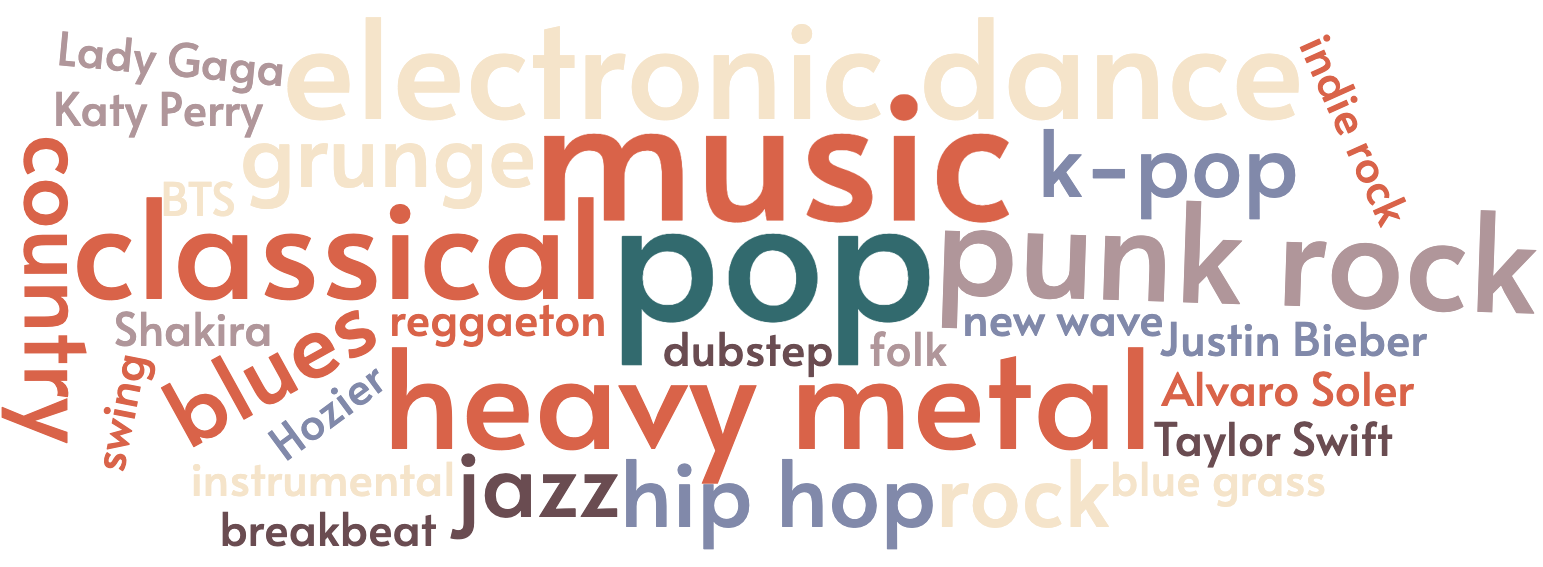 Lady Gaga
electronic dance
indie rock
Katy Perry
grunge
music
k-pop
country
BTS
classical
pop
punk rock
Shakira
blues
reggaeton
new wave
Justin Bieber
dubstep
folk
swing
Hozier
heavy metal
Alvaro Soler
Taylor Swift
instrumental
jazz
hip hop
rock
blue grass
breakbeat